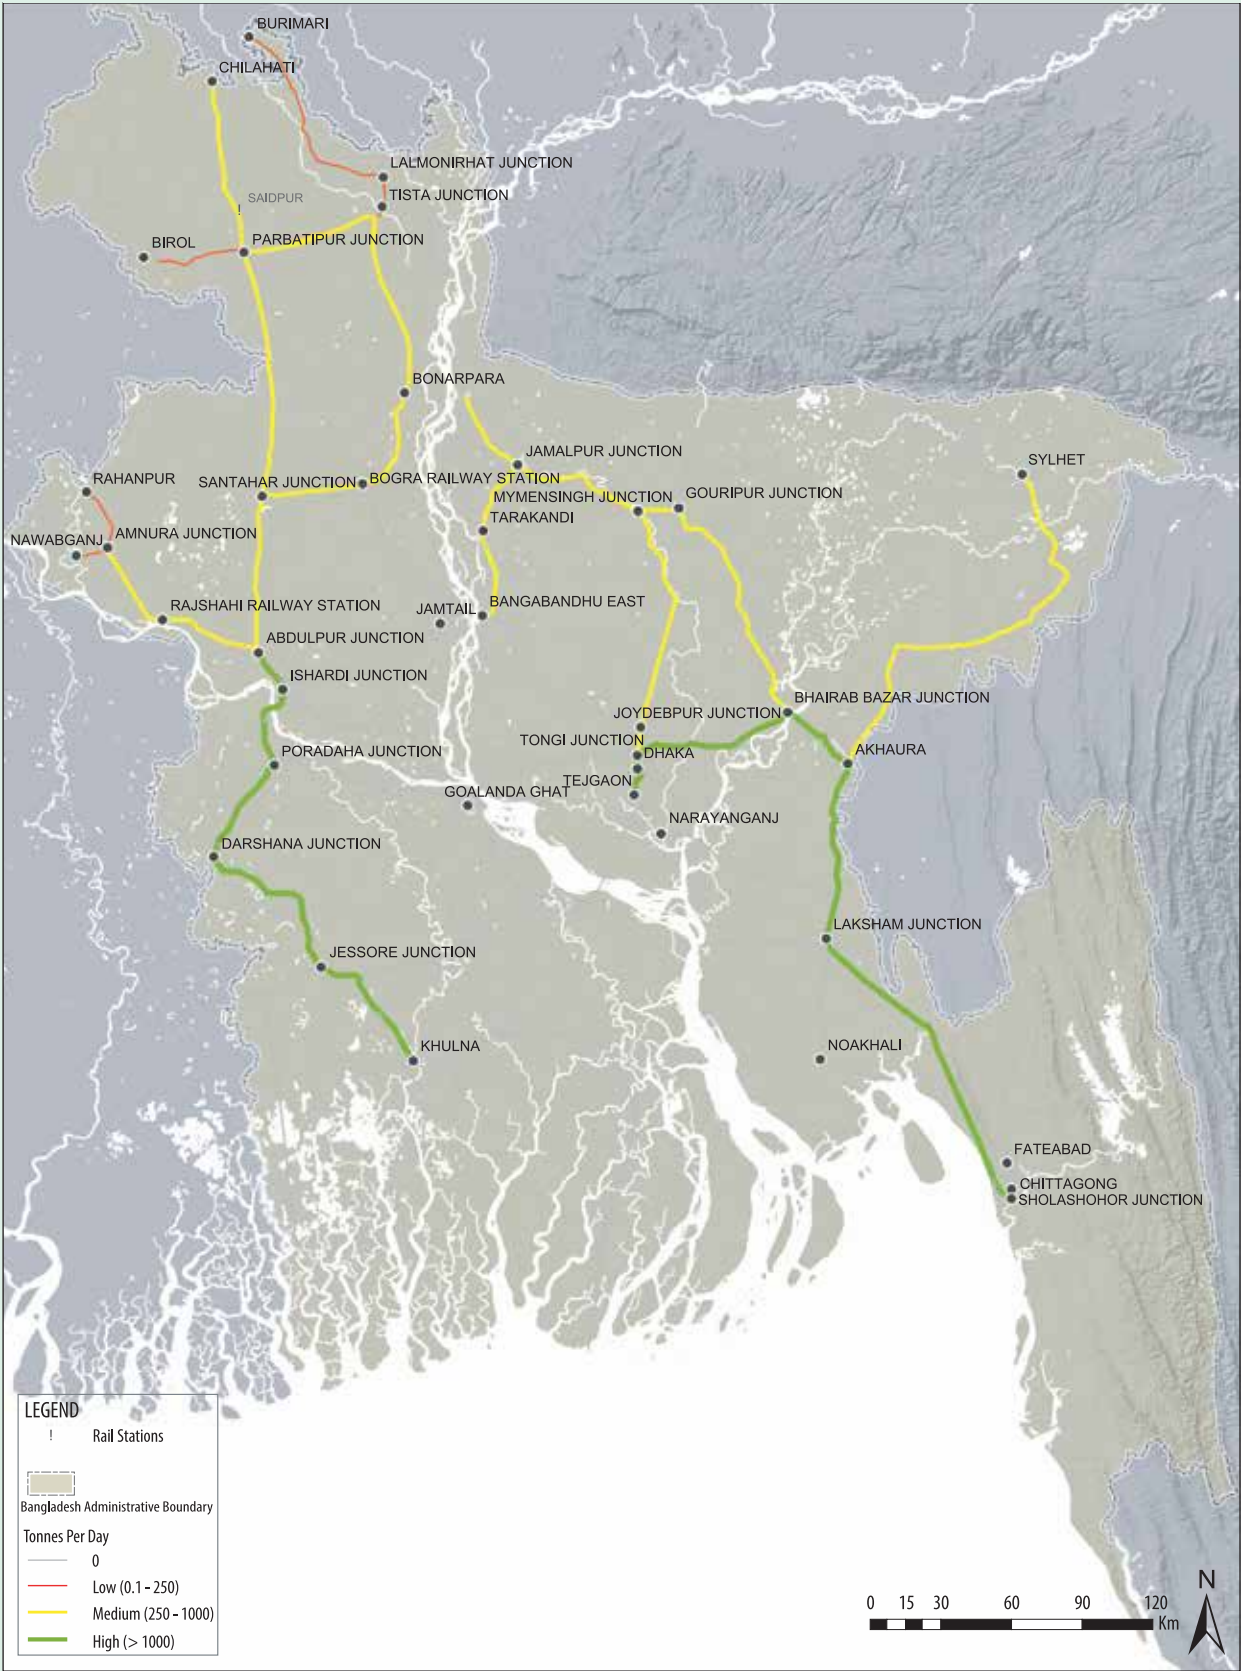 BURIMARI
CHILAHATI
LALMONIRHAT JUNCTION
TISTA JUNCTION
SAIDPUR
!
BIROL
PARBATIPUR JUNCTION
BONARPARA
JAMALPUR JUNCTION
SYLHET
RAHANPUR
SANTAHAR JUNCTION
BOGRA RAILWAY STATION
MYMENSINGH JUNCTION
GOURIPUR JUNCTION
TARAKANDI
AMNURA JUNCTION
NAWABGANJ
RAJSHAHI RAILWAY STATION
JAMTAIL
BANGABANDHU EAST
ABDULPUR JUNCTION
ISHARDI JUNCTION
BHAIRAB BAZAR JUNCTION
JOYDEBPUR JUNCTION
TONGI JUNCTION
DHAKA
AKHAURA
PORADAHA JUNCTION
TEJGAON
GOALANDA GHAT
NARAYANGANJ
DARSHANA JUNCTION
LAKSHAM JUNCTION
JESSORE JUNCTION
KHULNA
NOAKHALI
FATEABAD
CHITTAGONG
SHOLASHOHOR JUNCTION
LEGEND
! Rail Stations
Bangladesh Administrative Boundary
Tonnes Per Day
0
Low (0.1 - 250)
Medium (250 - 1000)
High (> 1000)
N
0 15 30 60 90 120
Km